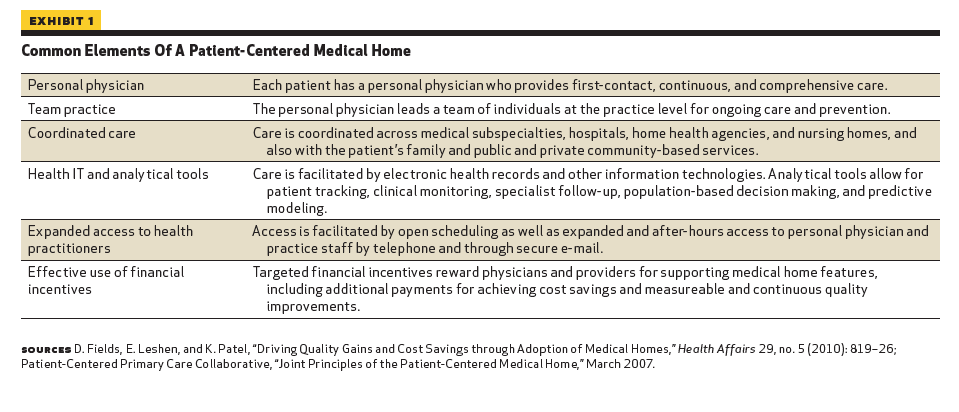 EXHIBIT 1
Common Elements Of A Patient-Centered Medical Home
Personal physician
Each patient has a personal physician who provides first-contact, continuous, and comprehensive care.
Team practice
The personal physician leads a team of individuals at the practice level for ongoing care and prevention.
Coordinated care
Care is coordinated across medical subspecialties, hospitals, home health agencies, and nursing homes, and
also with the patient's family and public and private community-based services.
Health IT and analytical tools
Care is facilitated by electronic health records and other information technologies. Analytical tools allow for
patient tracking, clinical monitoring, specialist follow-up, population-based decision making, and predictive
modeling.
Expanded access to health
practitioners
Access is facilitated by open scheduling as well as expanded and after-hours access to personal physician and
practice staff by telephone and through secure e-mail.
Effective use of financial
incentives
Targeted financial incentives reward physicians and providers for supporting medical home features,
including additional payments for achieving cost savings and measureable and continuous quality
improvements.
SOURCES D. Fields, E. Leshen, and K. Patel, “Driving Quality Gains and Cost Savings through Adoption of Medical Homes,” Health Affairs 29, no. 5 (2010): 819–26;
Patient-Centered Primary Care Collaborative, “Joint Principles of the Patient-Centered Medical Home,” March 2007.